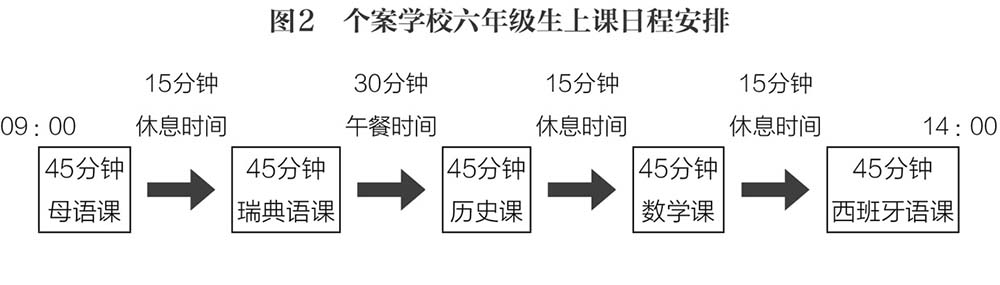 图2 个案学校六年级生上课日程安排
15分钟 30分钟 15分钟 15分钟
09：00 休息时间 午餐时间 休息时间 休息时间 14：00
45分钟 45分钟 45分钟 45分钟 45分钟
母语课 瑞典语课 历史课 数学课 西班牙语课